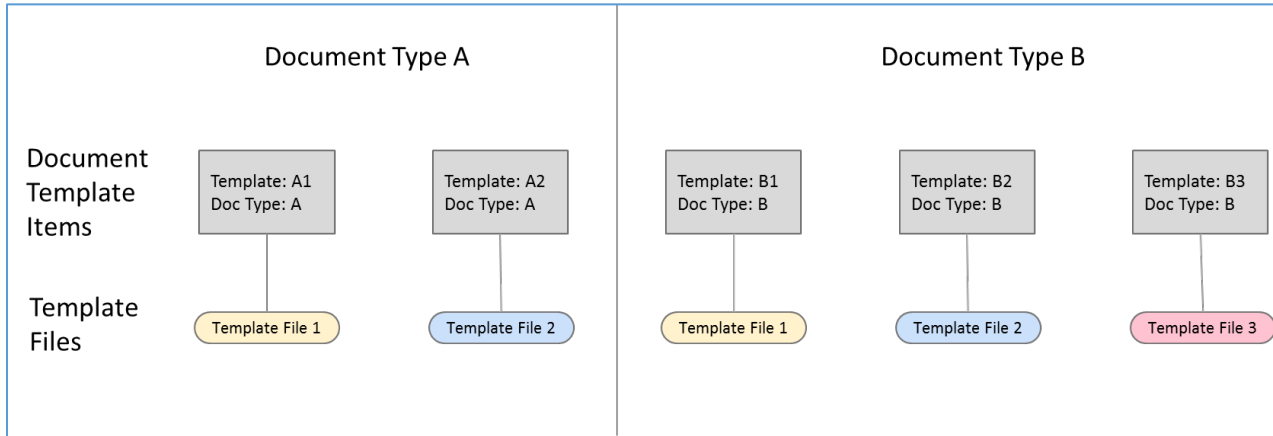 Document Type A
Document Type B
Document
Template
Items
Template: A1
Doc Type: A
Template: A2
Doc Type: A
Template: B1
Doc Type: B
Template: B2
Doc Type: B
Template: B3
Doc Type: B
Template
Files
Template File 1
Template File 2
Template File 1
Template File 2
Template File 3